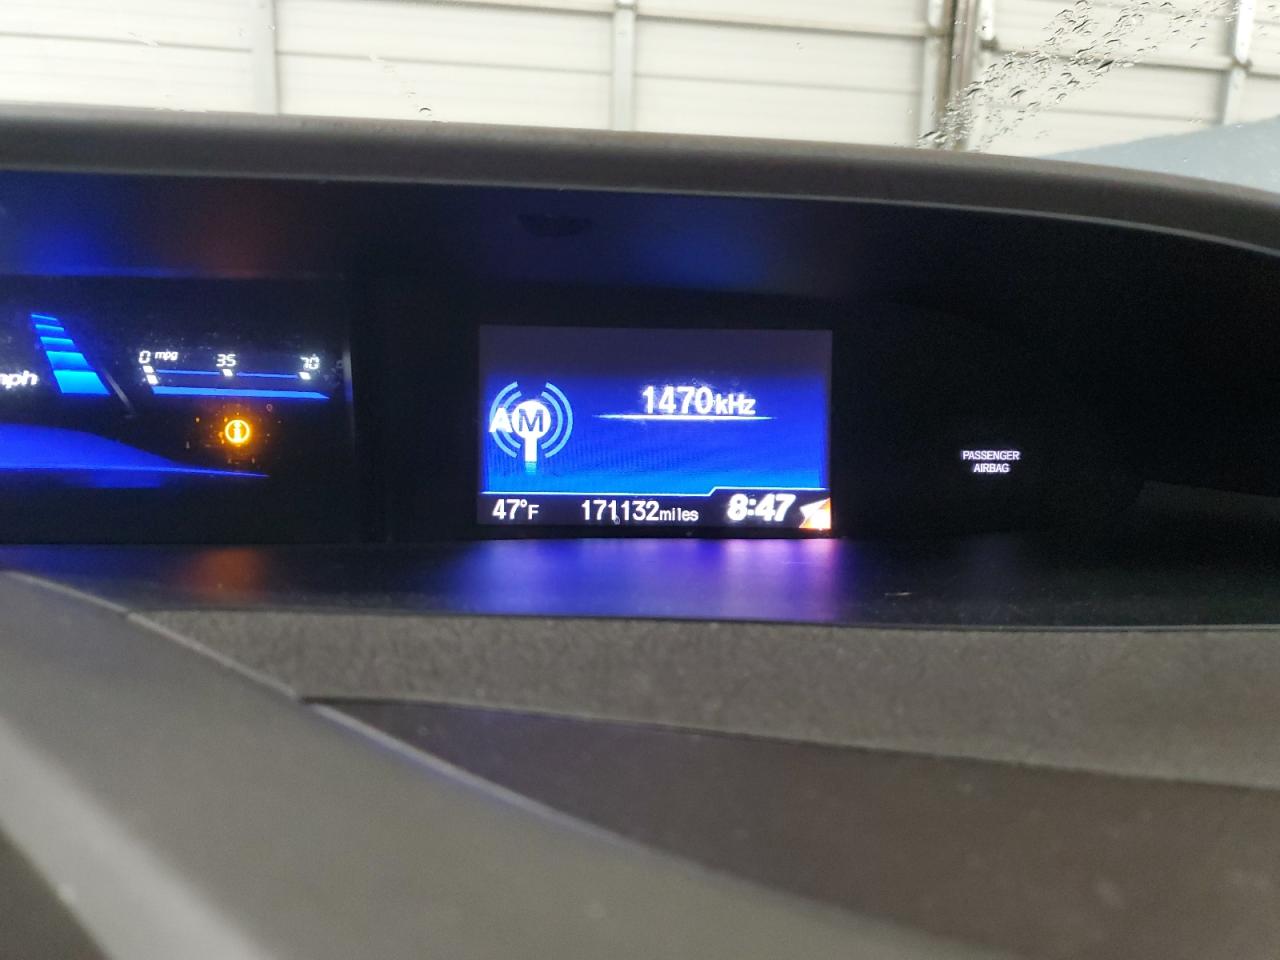 mph
0 mpg 35 70
AM
1470kHz
47°F 171132miles 8:47
PASSENGER
AIRBAG